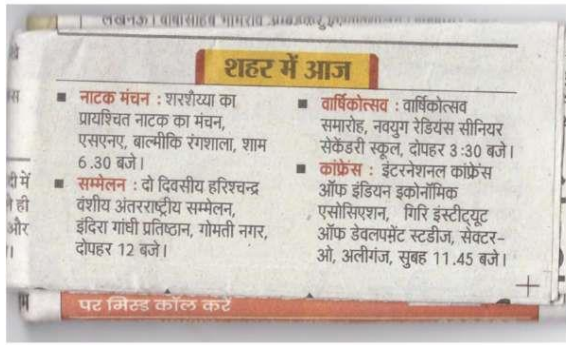 शहर में आज
नाटक मंचन : शरशैय्या का
प्रायश्चित नाटक का मंचन,
एसएनए, बाल्मीकि रंगशाला, शाम
6.30 बजे।
सम्मेलन : दो दिवसीय हरिश्चन्द्र
वंशीय अंतरराष्ट्रीय सम्मेलन,
इंदिरा गांधी प्रतिष्ठान, गोमती नगर,
दोपहर 12 बजे।
वार्षिकोत्सव : वार्षिकोत्सव
समारोह, नवयुग रेडियंस सीनियर
सेकेंडरी स्कूल, दोपहर 3:30 बजे।
कांफ्रेंस : इंटरनेशनल कांफ्रेंस
ऑफ इंडियन इकोनॉमिक
एसोसिएशन, गिरि इंस्टीट्यूट
ऑफ डेवलपमेंट स्टडीज, सेक्टर-
ओ, अलीगंज, सुबह 11.45 बजे।
पर मिस्ड कॉल करें